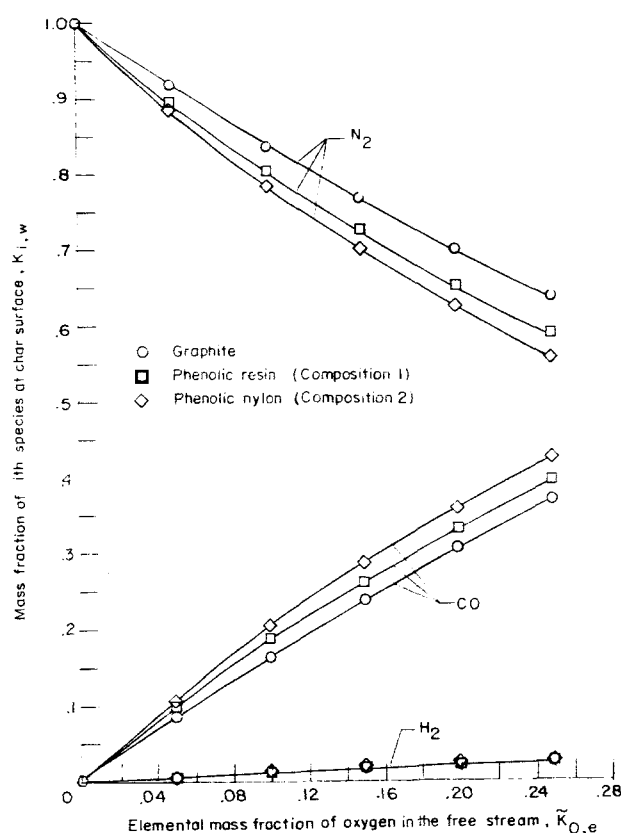 1.00
.9
.8
.7
.6
.5
.4
.3
.2
.1
0
Mass fraction of ith species at char surface, K i,w
N2
Graphite
Phenolic resin (Composition 1)
Phenolic nylon (Composition 2)
CO
H2
.04 .08 .12 .16 .20 .24 .28
Elemental mass fraction of oxygen in the free stream, K̃O,e